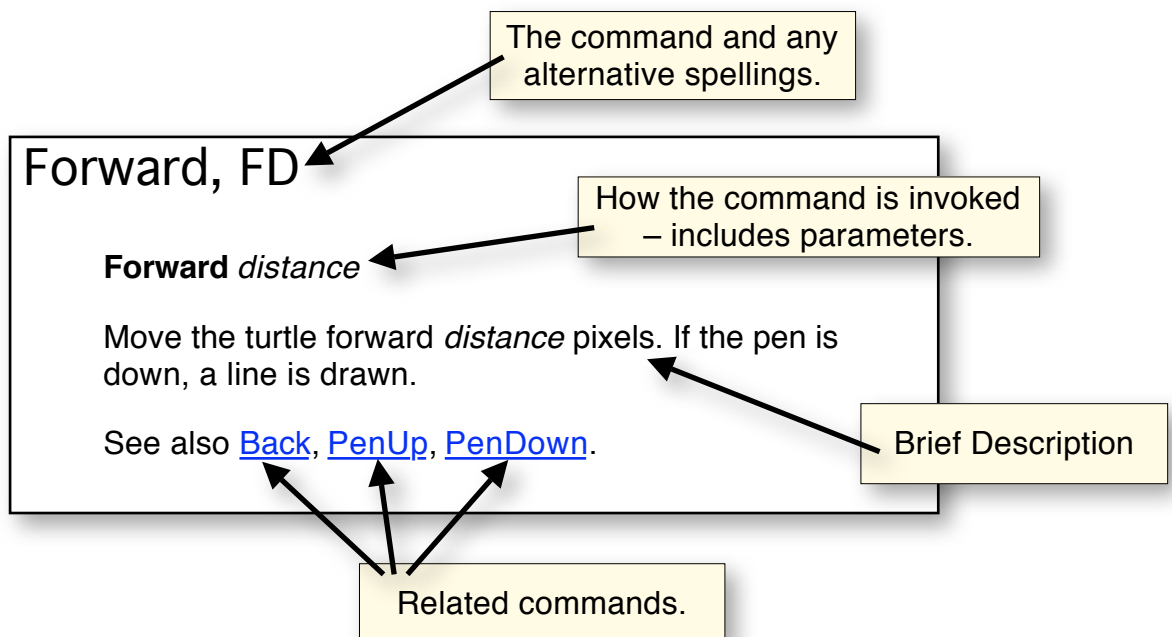 The command and any
alternative spellings.
Forward, FD
How the command is invoked
– includes parameters.
Forward distance
Move the turtle forward distance pixels. If the pen is
down, a line is drawn.
Brief Description
See also Back, PenUp, PenDown.
Related commands.